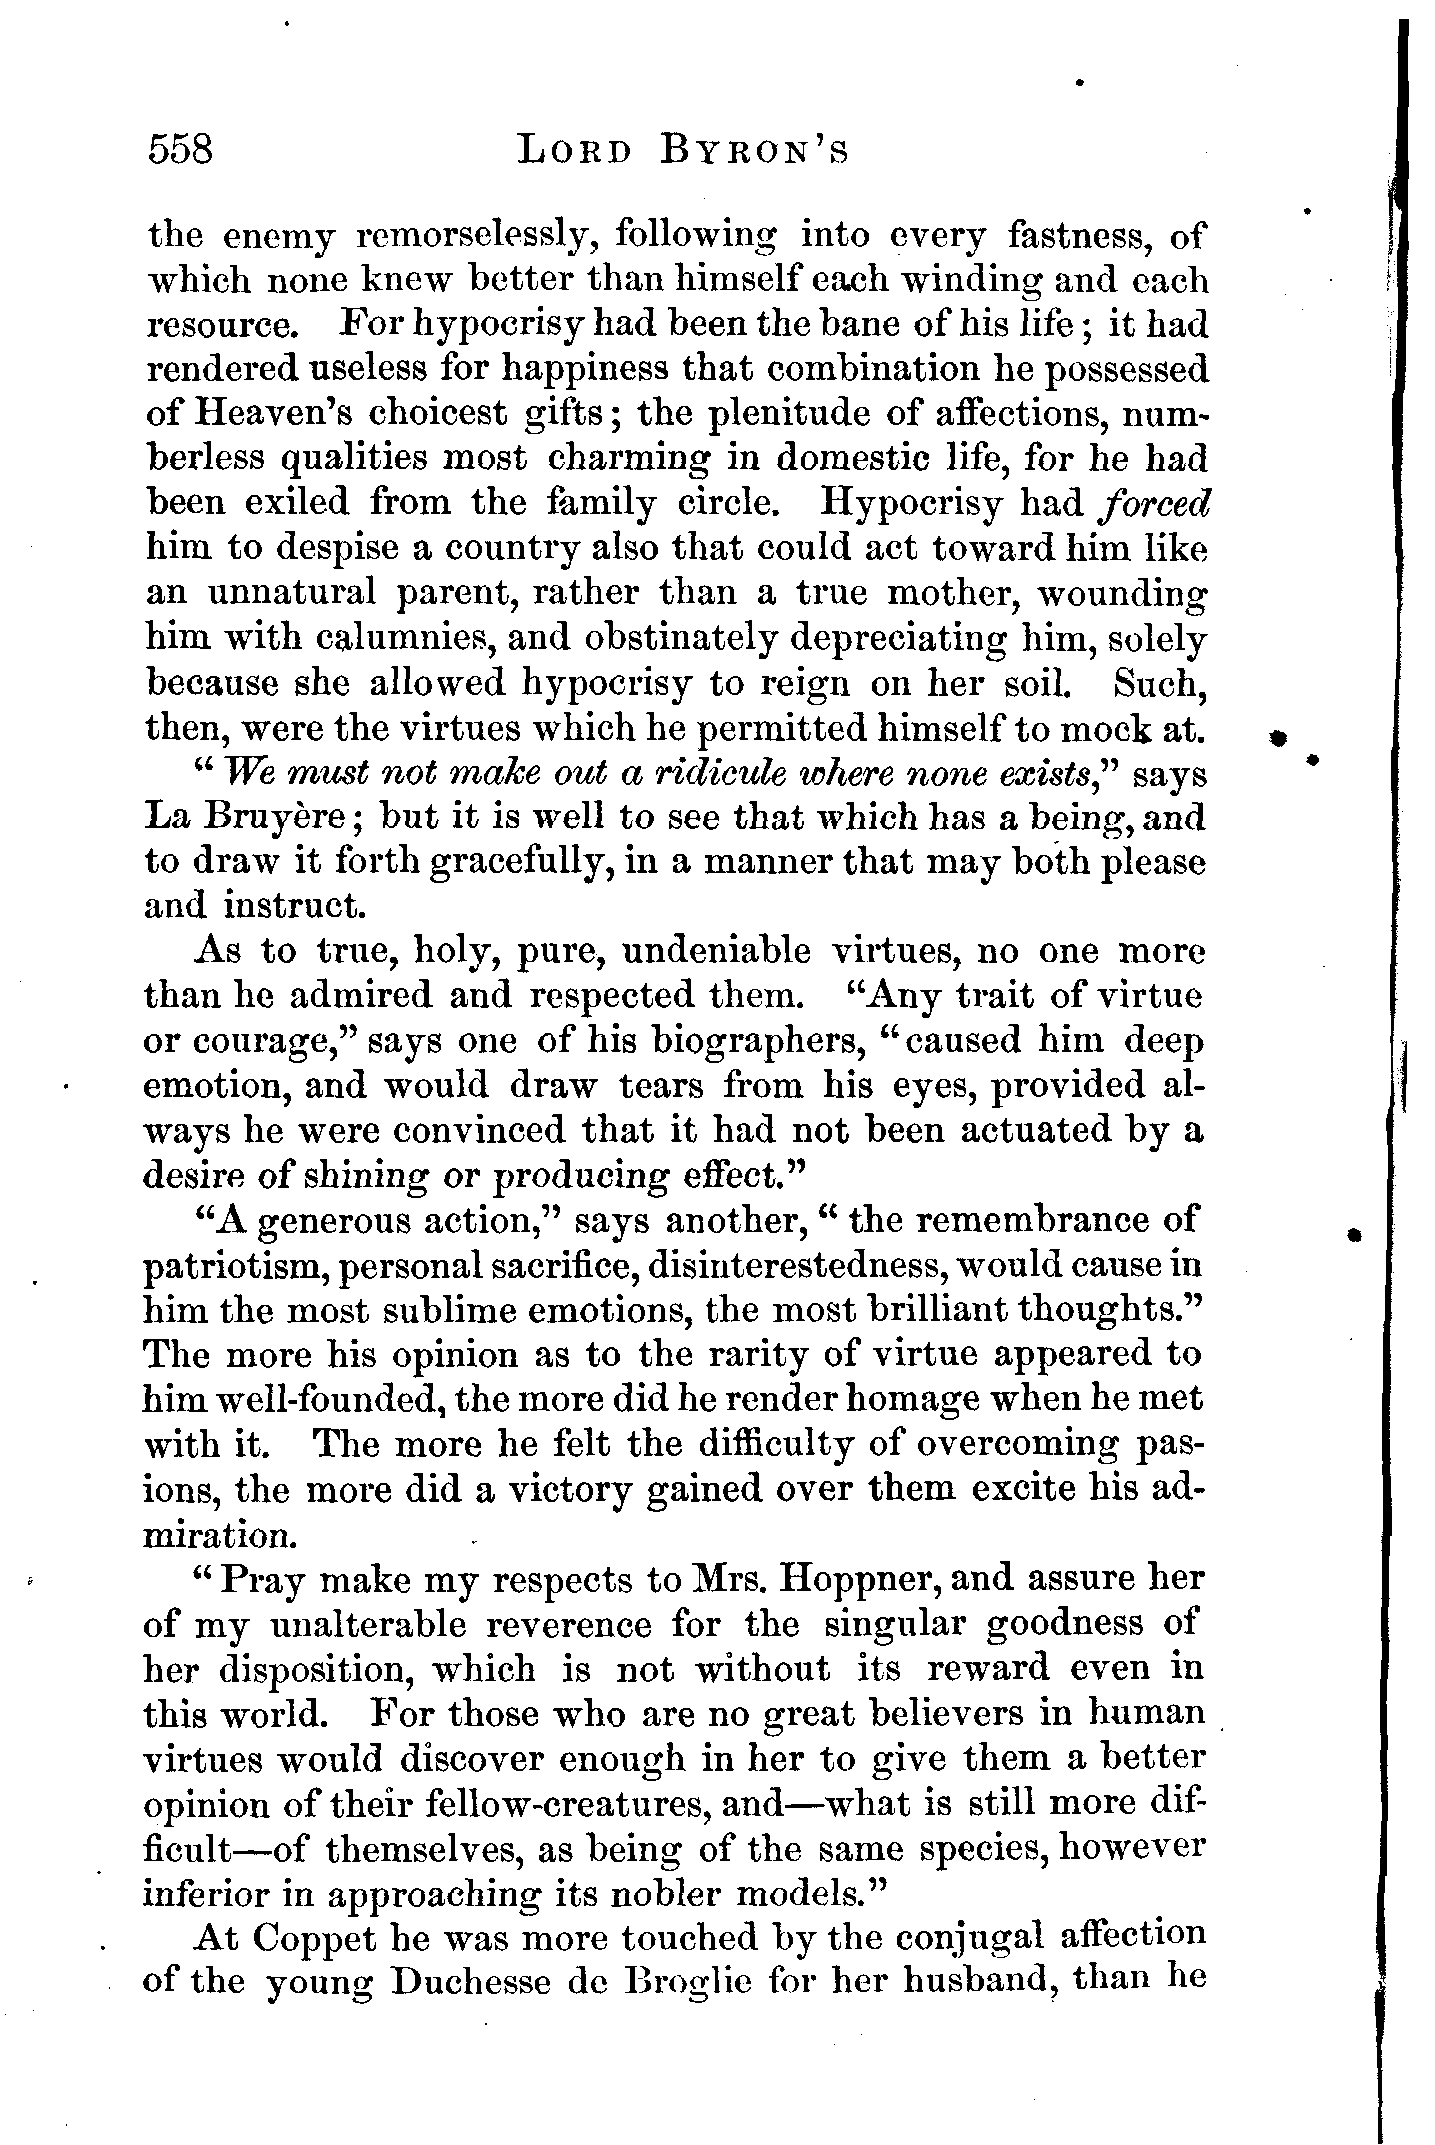 558 LORD BYRON'S
the enemy remorselessly, following into every fastness, of
which none knew better than himself each winding and each
resource. For hypocrisy had been the bane of his life; it had
rendered useless for happiness that combination he possessed
of Heaven's choicest gifts; the plenitude of affections, num-
berless qualities most charming in domestic life, for he had
been exiled from the family circle. Hypocrisy had forced
him to despise a country also that could act toward him like
an unnatural parent, rather than a true mother, wounding
him with calumnies, and obstinately depreciating him, solely
because she allowed hypocrisy to reign on her soil. Such,
then, were the virtues which he permitted himself to mock at.
"We must not make out a ridicule where none exists," says
La Bruyère; but it is well to see that which has a being, and
to draw it forth gracefully, in a manner that may both please
and instruct.
As to true, holy, pure, undeniable virtues, no one more
than he admired and respected them. "Any trait of virtue
or courage," says one of his biographers, "caused him deep
emotion, and would draw tears from his eyes, provided al-
ways he were convinced that it had not been actuated by a
desire of shining or producing effect."
"A generous action," says another, "the remembrance of
patriotism, personal sacrifice, disinterestedness, would cause in
him the most sublime emotions, the most brilliant thoughts."
The more his opinion as to the rarity of virtue appeared to
him well-founded, the more did he render homage when he met
with it. The more he felt the difficulty of overcoming pas-
ions, the more did a victory gained over them excite his ad-
miration.
"Pray make my respects to Mrs. Hoppner, and assure her
of my unalterable reverence for the singular goodness of
her disposition, which is not without its reward even in
this world. For those who are no great believers in human
virtues would discover enough in her to give them a better
opinion of their fellow-creatures, and—what is still more dif-
ficult—of themselves, as being of the same species, however
inferior in approaching its nobler models."
At Coppet he was more touched by the conjugal affection
of the young Duchesse de Broglie for her husband, than he